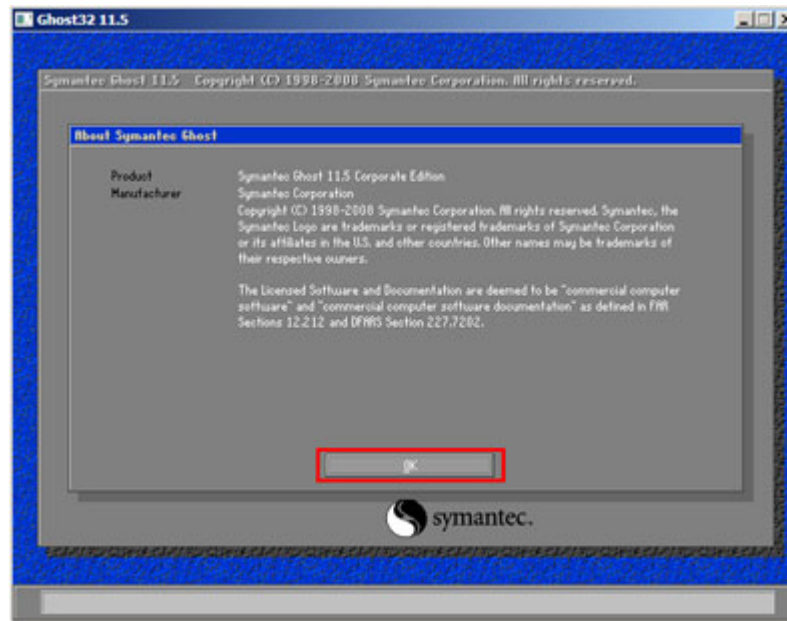 Ghost32 11.5
Symantec Ghost 11.5 Copyright (C) 1998-2008 Symantec Corporation. All rights reserved.
About Symantec Ghost
Product Symantec Ghost 11.5 Corporate Edition
Manufacturer Symantec Corporation
Copyright (C) 1998-2008 Symantec Corporation. All rights reserved. Symantec, the
Symantec Logo are trademarks or registered trademarks of Symantec Corporation
or its affiliates in the U.S. and other countries. Other names may be trademarks of
their respective owners.
The Licensed Software and Documentation are deemed to be "commercial computer
software" and "commercial computer software documentation" as defined in FAR
Sections 12.212 and DFARS Section 227.7202.
OK
symantec.